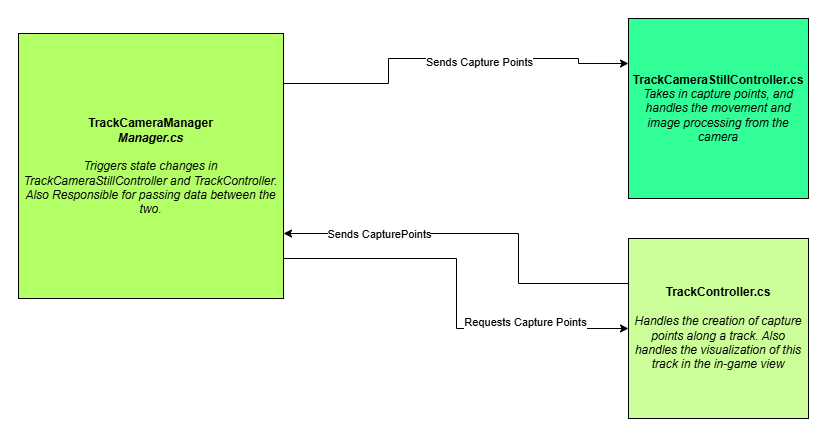 TrackCameraManager
Manager.cs
Triggers state changes in
TrackCameraStillController and TrackController.
Also Responsible for passing data between the
two.
Sends Capture Points
TrackCameraStillController.cs
Takes in capture points, and
handles the movement and
image processing from the
camera
Sends CapturePoints
Requests Capture Points
TrackController.cs
Handles the creation of capture
points along a track. Also
handles the visualization of this
track in the in-game view